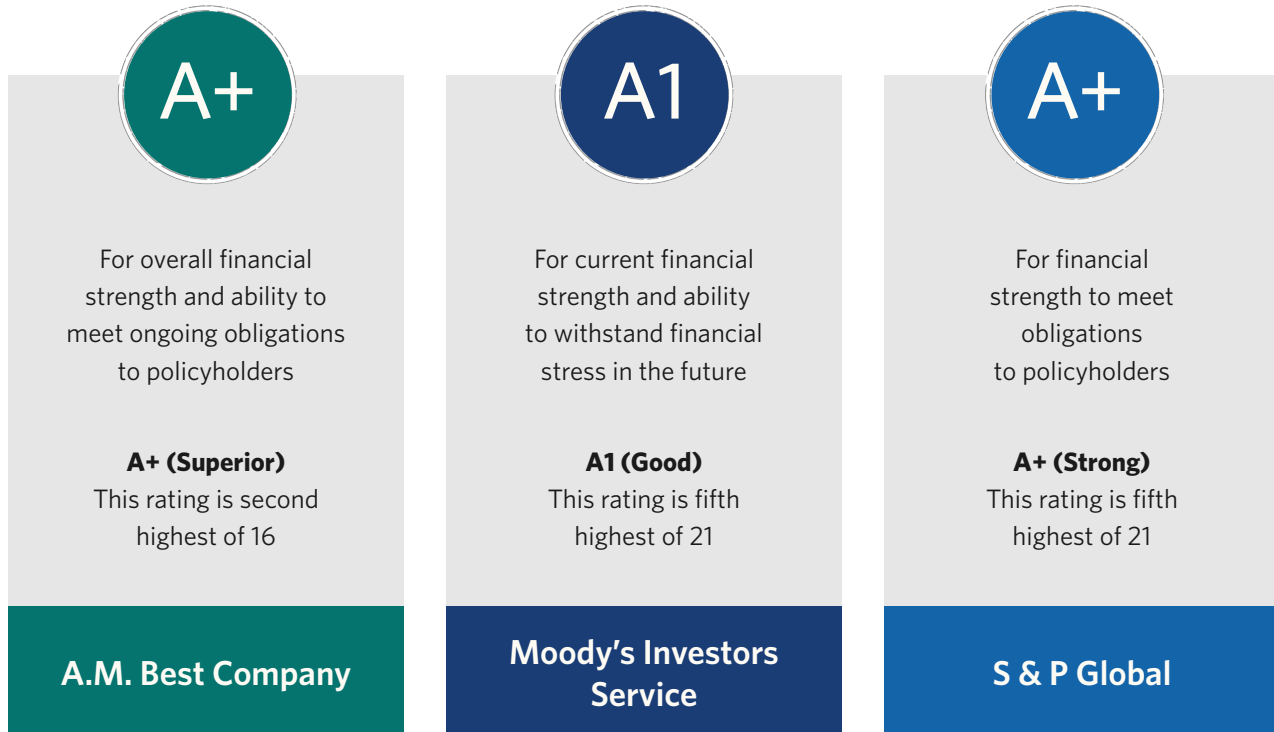 A+
For overall financial
strength and ability to
meet ongoing obligations
to policyholders
A+ (Superior)
This rating is second
highest of 16
A.M. Best Company
A1
For current financial
strength and ability
to withstand financial
stress in the future
A1 (Good)
This rating is fifth
highest of 21
Moody's Investors
Service
A+
For financial
strength to meet
obligations
to policyholders
A+ (Strong)
This rating is fifth
highest of 21
S & P Global